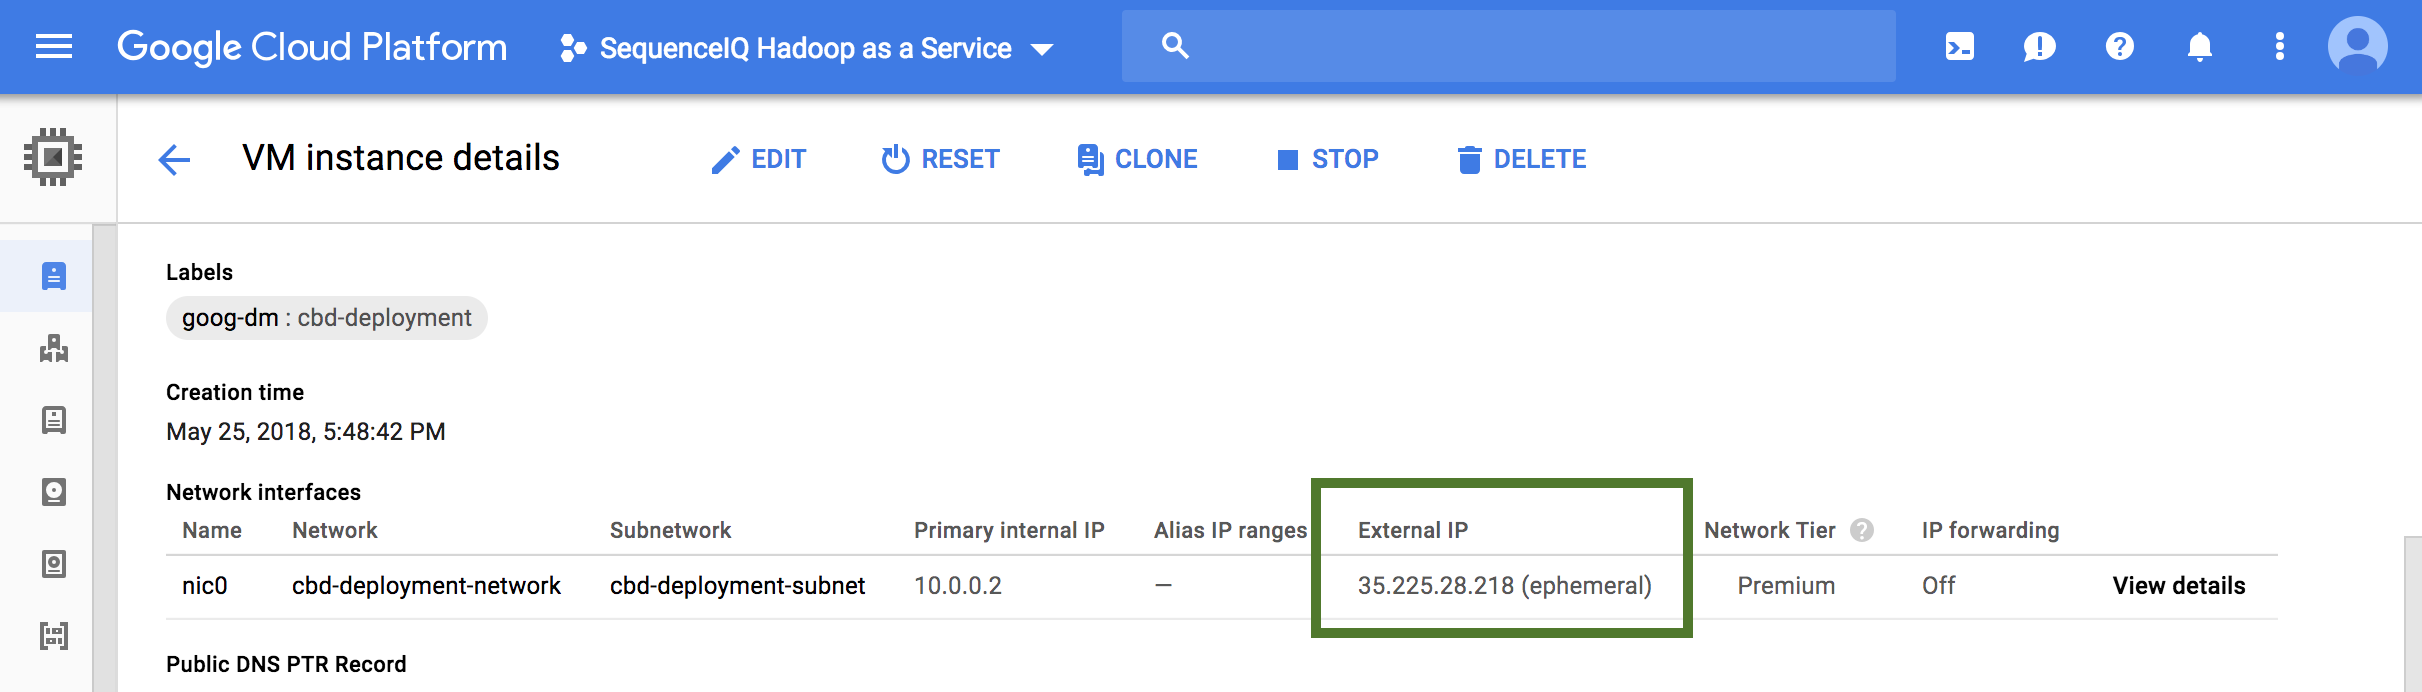 Google Cloud Platform SequenceIQ Hadoop as a Service
VM instance details EDIT RESET CLONE STOP DELETE
Labels
goog-dm : cbd-deployment
Creation time
May 25, 2018, 5:48:42 PM
Network interfaces
Name Network Subnetwork Primary internal IP Alias IP ranges External IP Network Tier ? IP forwarding
nic0 cbd-deployment-network cbd-deployment-subnet 10.0.0.2 — 35.225.28.218 (ephemeral) Premium Off View details
Public DNS PTR Record